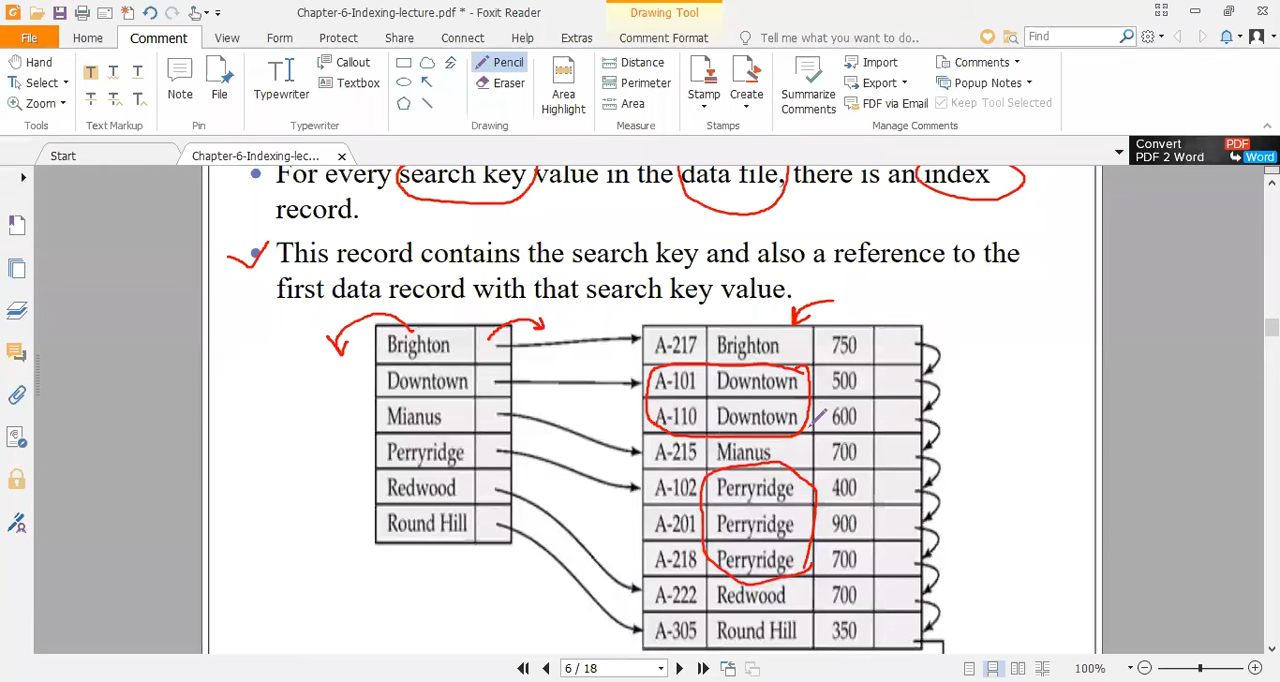 Chapter-6-Indexing-lecture.pdf * - Foxit Reader
Drawing Tool
File Home Comment View Form Protect Share Connect Help Extras Comment Format Tell me what you want to do... Find
Hand
Select
Zoom
Tools
Text Markup
Note
File
Pin
Typewriter
Callout
Textbox
Typewriter
Pencil
Eraser
Drawing
Area Highlight
Distance
Perimeter
Area
Measure
Stamp
Create
Stamps
Summarize Comments
Import
Export
FDF via Email
Comments
Popup Notes
Keep Tool Selected
Manage Comments
Start
Chapter-6-Indexing-lec...
Convert PDF
PDF 2 Word Word
For every search key value in the data file, there is an index
record.
This record contains the search key and also a reference to the
first data record with that search key value.
Brighton
Downtown
Mianus
Perryridge
Redwood
Round Hill
A-217 Brighton 750
A-101 Downtown 500
A-110 Downtown 600
A-215 Mianus 700
A-102 Perryridge 400
A-201 Perryridge 900
A-218 Perryridge 700
A-222 Redwood 700
A-305 Round Hill 350
6 / 18
100%